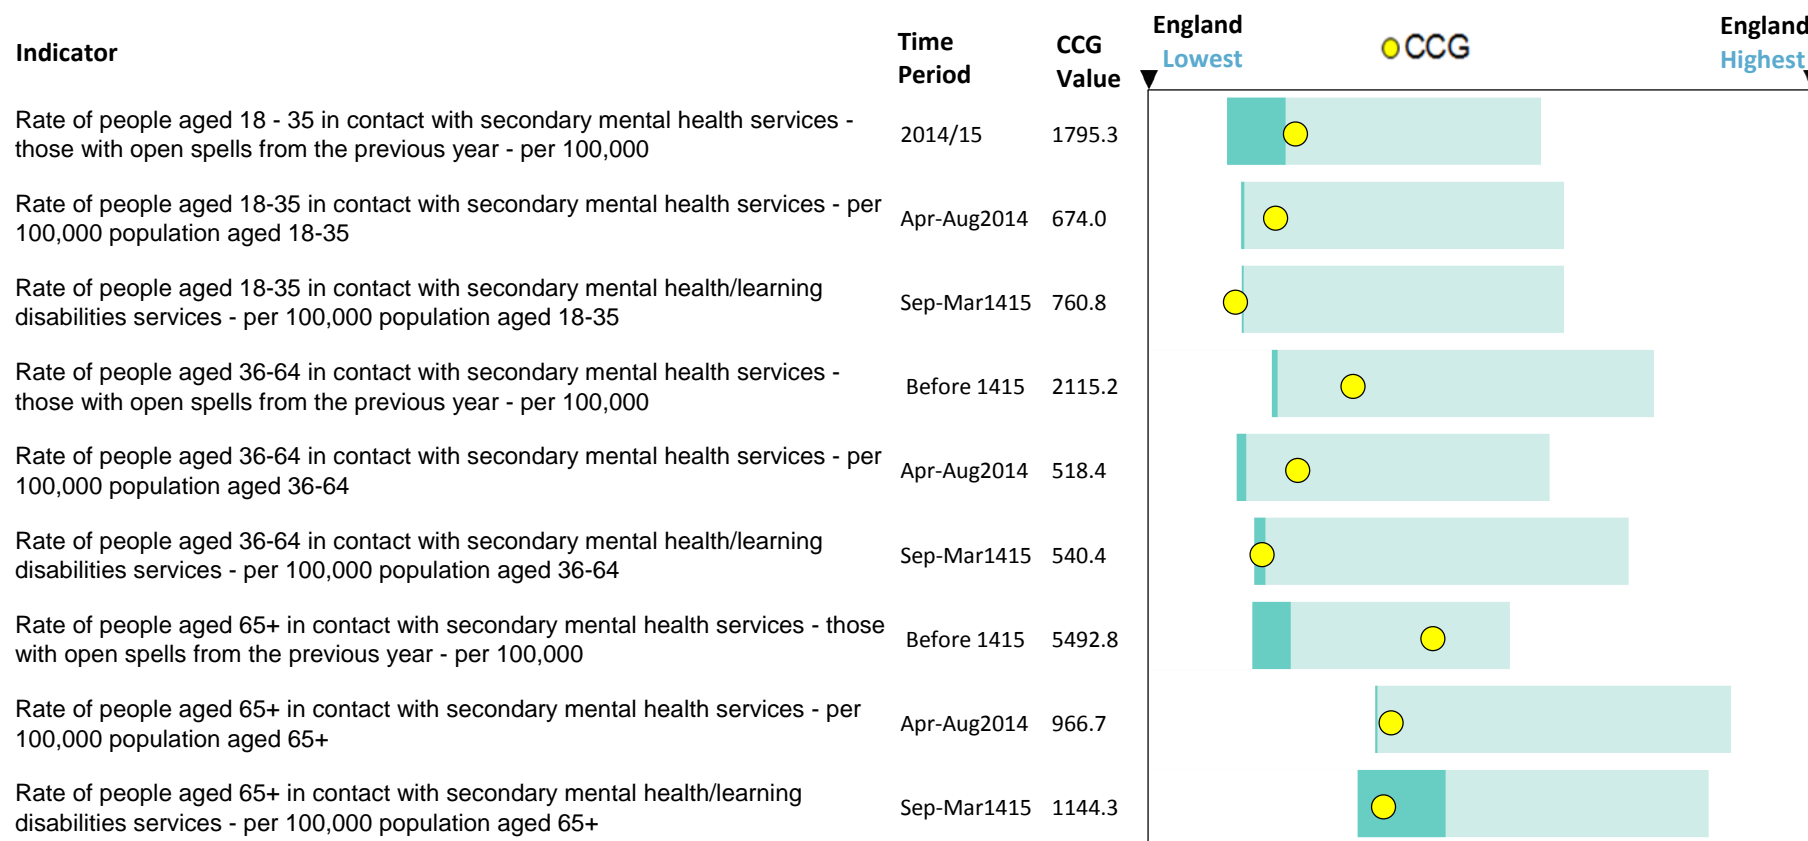 Indicator
Time
Period
CCG
Value
England
Lowest
CCG
England
Highest
Rate of people aged 18 - 35 in contact with secondary mental health services -
those with open spells from the previous year - per 100,000
2014/15
1795.3
Rate of people aged 18-35 in contact with secondary mental health services - per
100,000 population aged 18-35
Apr-Aug2014
674.0
Rate of people aged 18-35 in contact with secondary mental health/learning
disabilities services - per 100,000 population aged 18-35
Sep-Mar1415
760.8
Rate of people aged 36-64 in contact with secondary mental health services -
those with open spells from the previous year - per 100,000
Before 1415
2115.2
Rate of people aged 36-64 in contact with secondary mental health services - per
100,000 population aged 36-64
Apr-Aug2014
518.4
Rate of people aged 36-64 in contact with secondary mental health/learning
disabilities services - per 100,000 population aged 36-64
Sep-Mar1415
540.4
Rate of people aged 65+ in contact with secondary mental health services - those
with open spells from the previous year - per 100,000
Before 1415
5492.8
Rate of people aged 65+ in contact with secondary mental health services - per
100,000 population aged 65+
Apr-Aug2014
966.7
Rate of people aged 65+ in contact with secondary mental health/learning
disabilities services - per 100,000 population aged 65+
Sep-Mar1415
1144.3